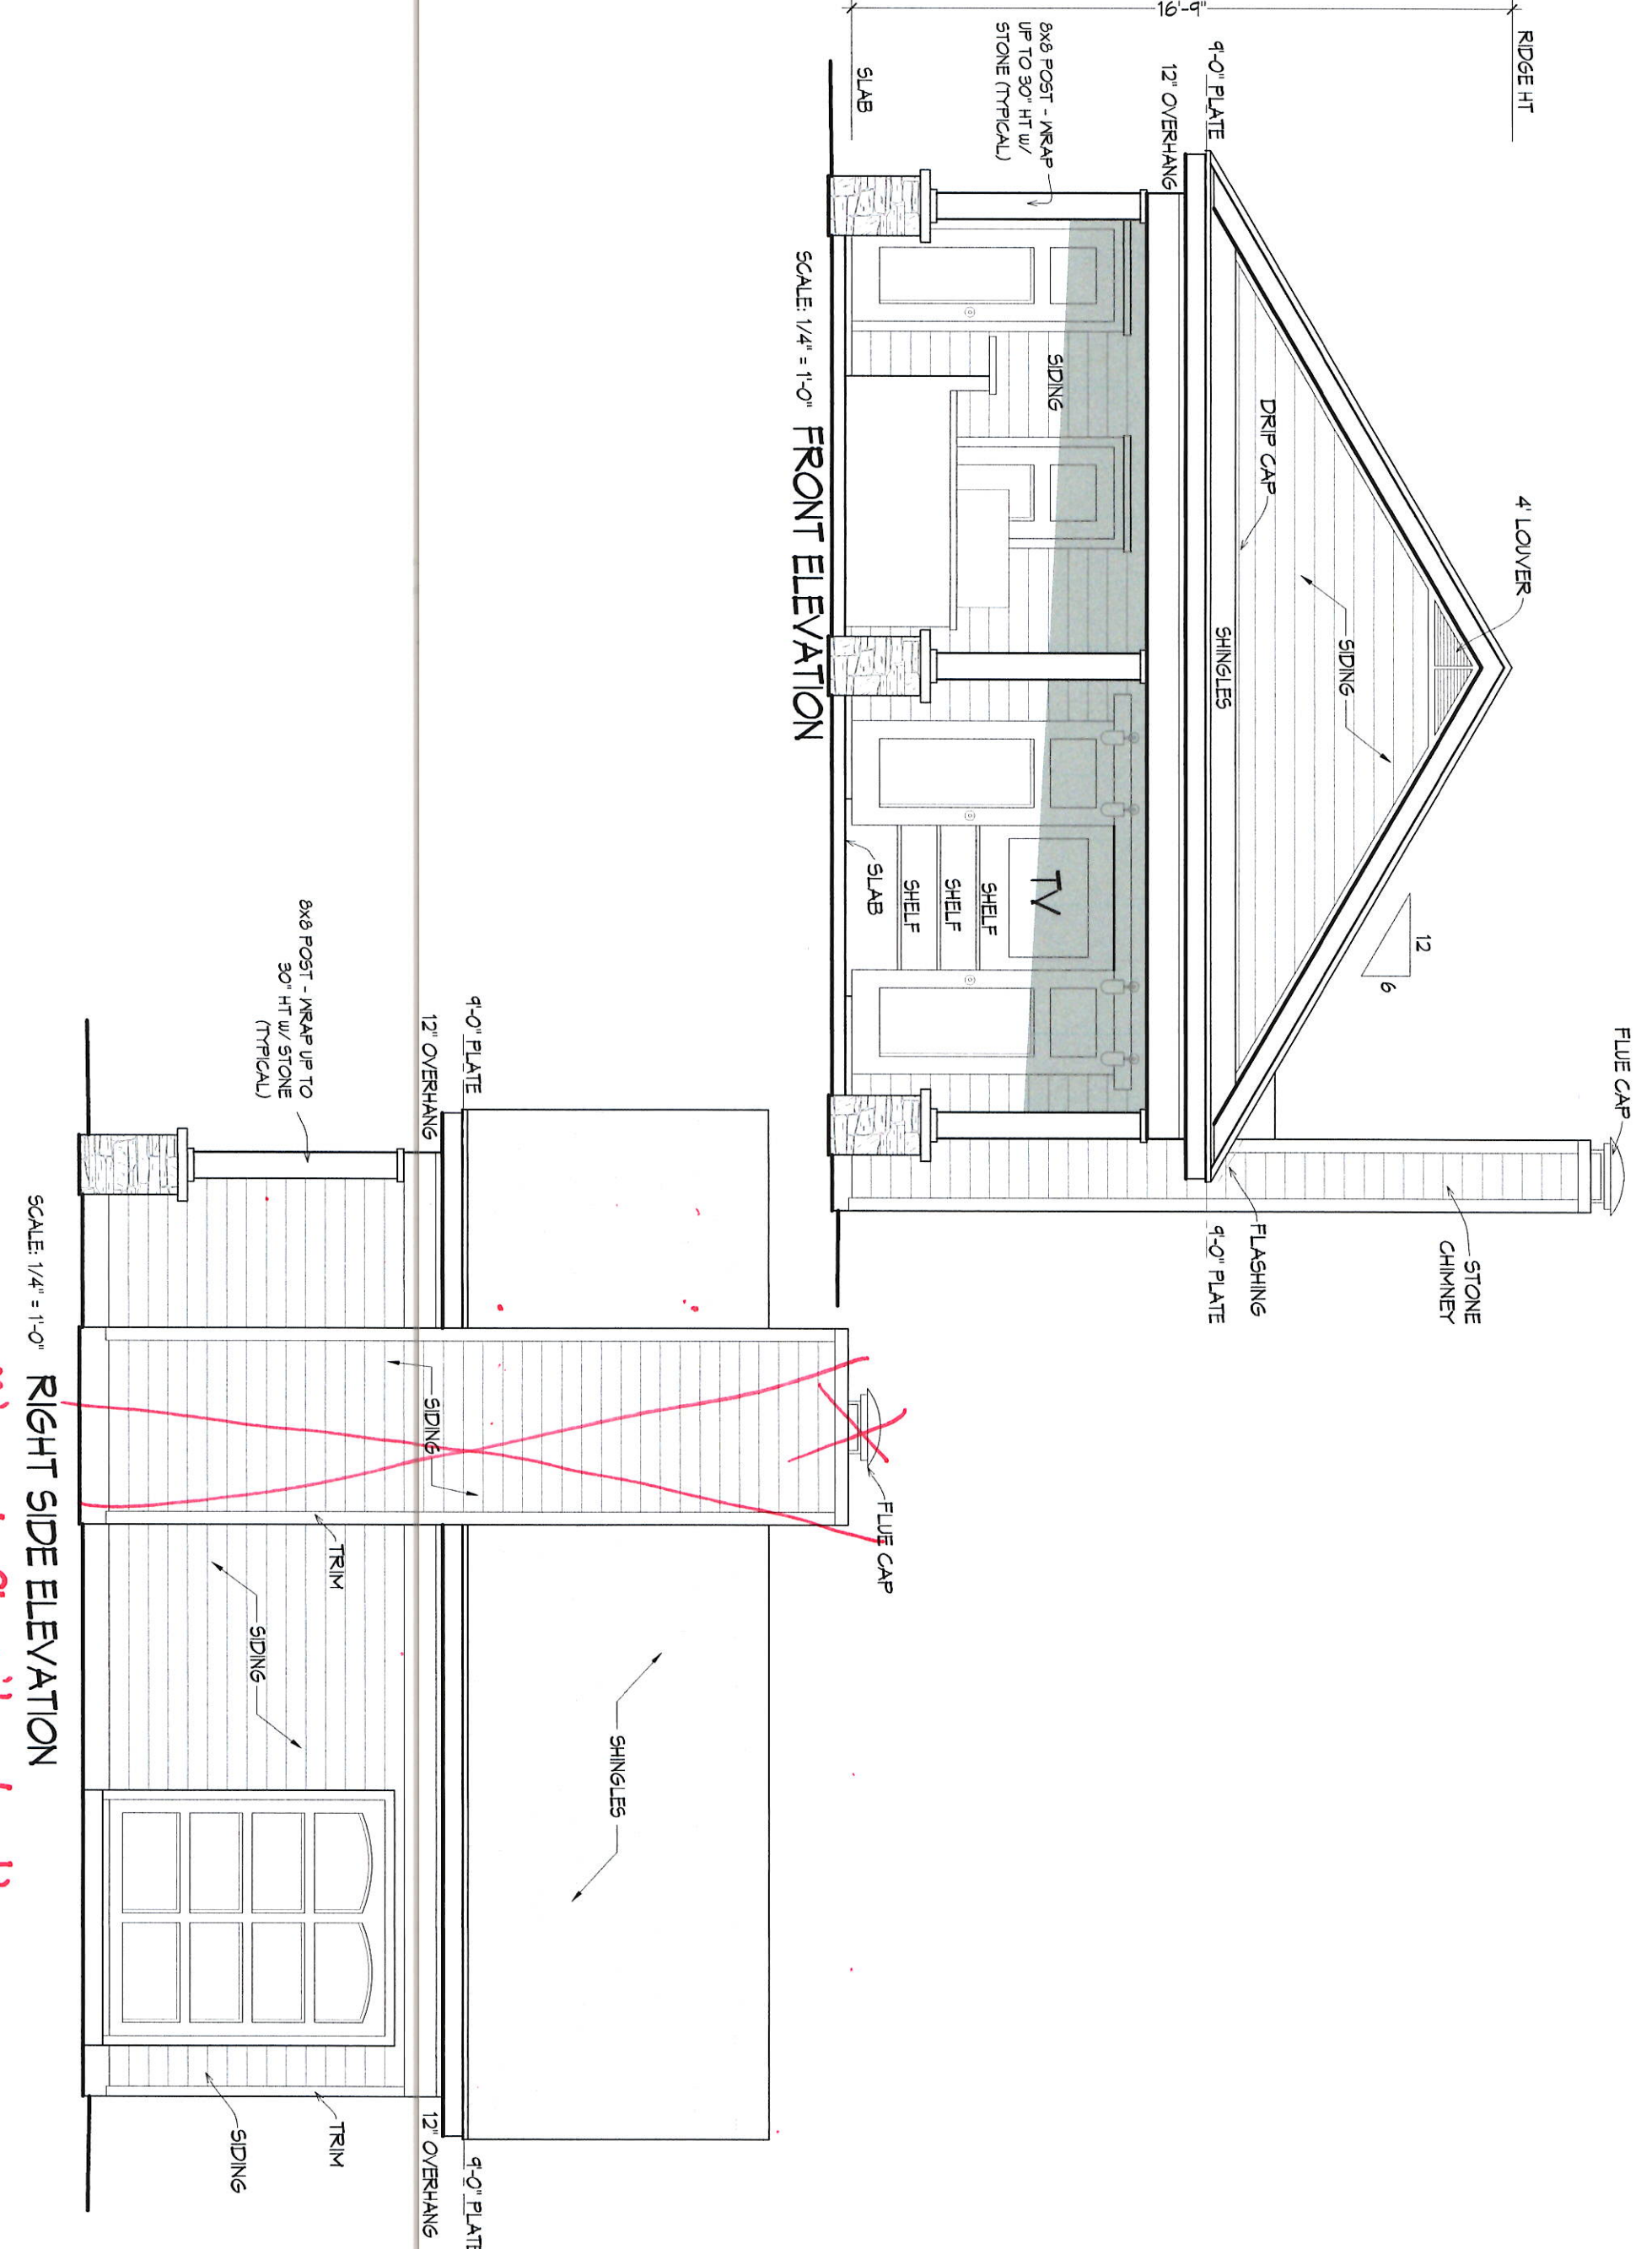 RIDGE HT
16'-9"
9'-0" PLATE
12" OVERHANG
8x8 POST - WRAP
UP TO 30" HT w/
STONE (TYPICAL)
SLAB
4' LOUVER
SIDING
DRIP CAP
SHINGLES
12
6
FLUE CAP
STONE
CHIMNEY
FLASHING
9'-0" PLATE
SIDING
TV
SHELF
SHELF
SHELF
SLAB
SCALE: 1/4" = 1'-0" FRONT ELEVATION
FLUE CAP
9'-0" PLATE
12" OVERHANG
8x8 POST - WRAP UP TO
30" HT w/ STONE
(TYPICAL)
SIDING
TRIM
SIDING
SHINGLES
9'-0" PLATE
12" OVERHANG
TRIM
SIDING
SCALE: 1/4" = 1'-0" RIGHT SIDE ELEVATION